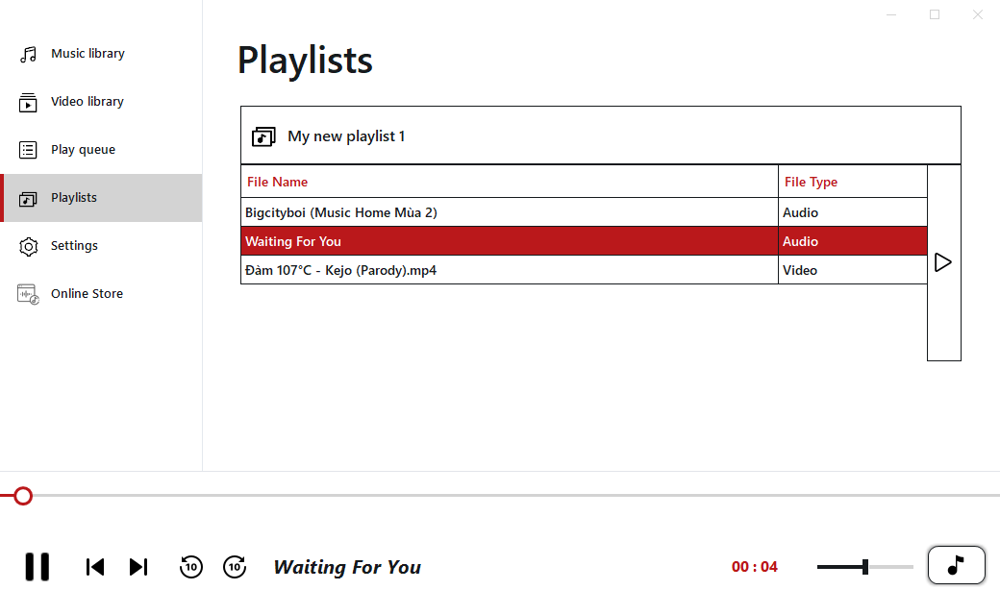 Music library
Video library
Play queue
Playlists
Settings
Online Store
Playlists
My new playlist 1
File Name File Type
Bigcityboi (Music Home Mùa 2) Audio
Waiting For You Audio
Đàm 107°C - Kejo (Parody).mp4 Video
10 10 Waiting For You 00 : 04